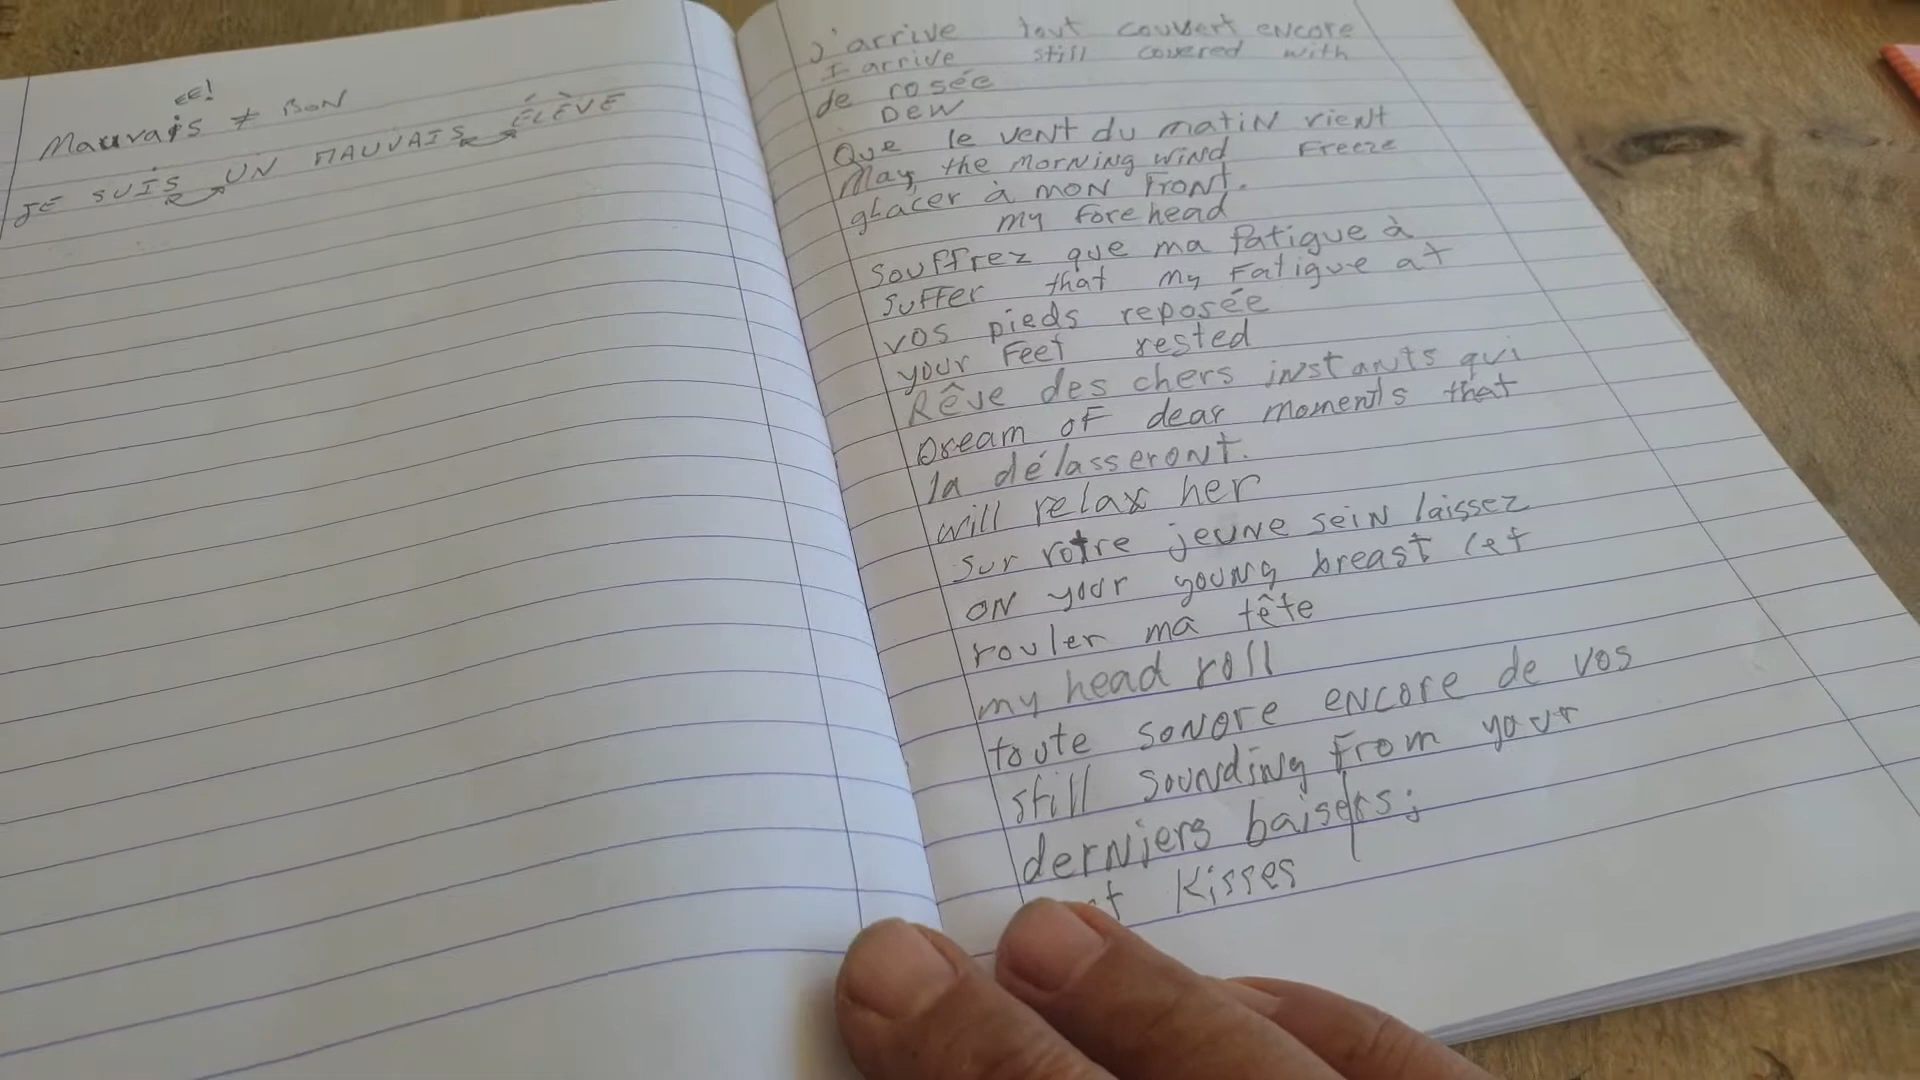 EE!
Mauvais ≠ BON
JE SUIS UN MAUVAIS ÉLÈVE
J'arrive tout couvert encore
I arrive still covered with
de rosée
DEW
Que le vent du matin vient
May the morning wind Freeze
glacer à mon Front.
my forehead
Souffrez que ma fatigue à
suffer that my Fatigue at
vos pieds reposée
your Feet rested
Rêve des chers instants qui
Dream of dear moments that
la délasseront.
will relax her
sur votre jeune sein laissez
on your young breast let
rouler ma tête
my head roll
toute sonore encore de vos
still sounding from your
derniers baisers;
Kisses